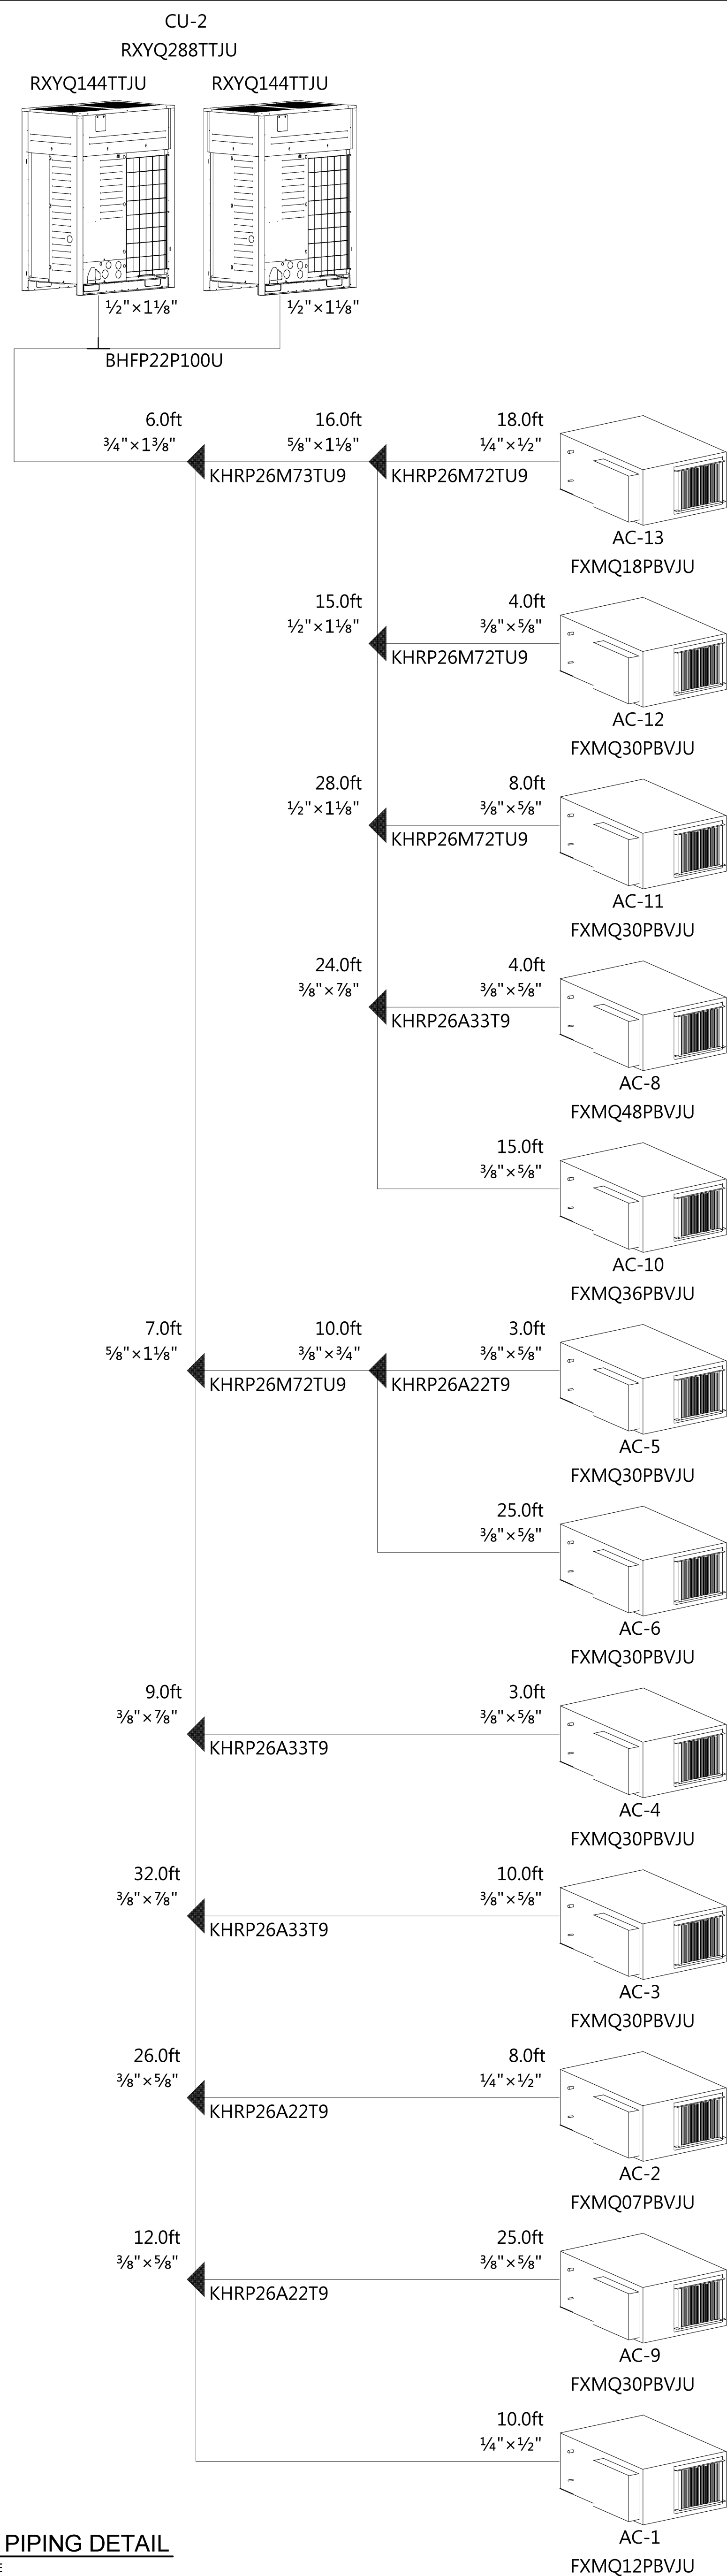 CU-2
RXYQ288TTJU
RXYQ144TTJU RXYQ144TTJU
½"×1⅛" ½"×1⅛"
BHFP22P100U
6.0ft 16.0ft 18.0ft
¾"×1⅜" ⅝"×1⅛" ¼"×½"
KHRP26M73TU9 KHRP26M72TU9
AC-13
FXMQ18PBVJU
15.0ft 4.0ft
½"×1⅛" ⅜"×⅝"
KHRP26M72TU9
AC-12
FXMQ30PBVJU
28.0ft 8.0ft
½"×1⅛" ⅜"×⅝"
KHRP26M72TU9
AC-11
FXMQ30PBVJU
24.0ft 4.0ft
⅜"×⅞" ⅜"×⅝"
KHRP26A33T9
AC-8
FXMQ48PBVJU
15.0ft
⅜"×⅝"
AC-10
FXMQ36PBVJU
7.0ft 10.0ft 3.0ft
⅝"×1⅛" ⅜"×¾" ⅜"×⅝"
KHRP26M72TU9 KHRP26A22T9
AC-5
FXMQ30PBVJU
25.0ft
⅜"×⅝"
AC-6
FXMQ30PBVJU
9.0ft 3.0ft
⅜"×⅞" ⅜"×⅝"
KHRP26A33T9
AC-4
FXMQ30PBVJU
32.0ft 10.0ft
⅜"×⅞" ⅜"×⅝"
KHRP26A33T9
AC-3
FXMQ30PBVJU
26.0ft 8.0ft
⅜"×⅝" ¼"×½"
KHRP26A22T9
AC-2
FXMQ07PBVJU
12.0ft 25.0ft
⅜"×⅝" ⅜"×⅝"
KHRP26A22T9
AC-9
FXMQ30PBVJU
10.0ft
¼"×½"
AC-1
FXMQ12PBVJU
PIPING DETAIL